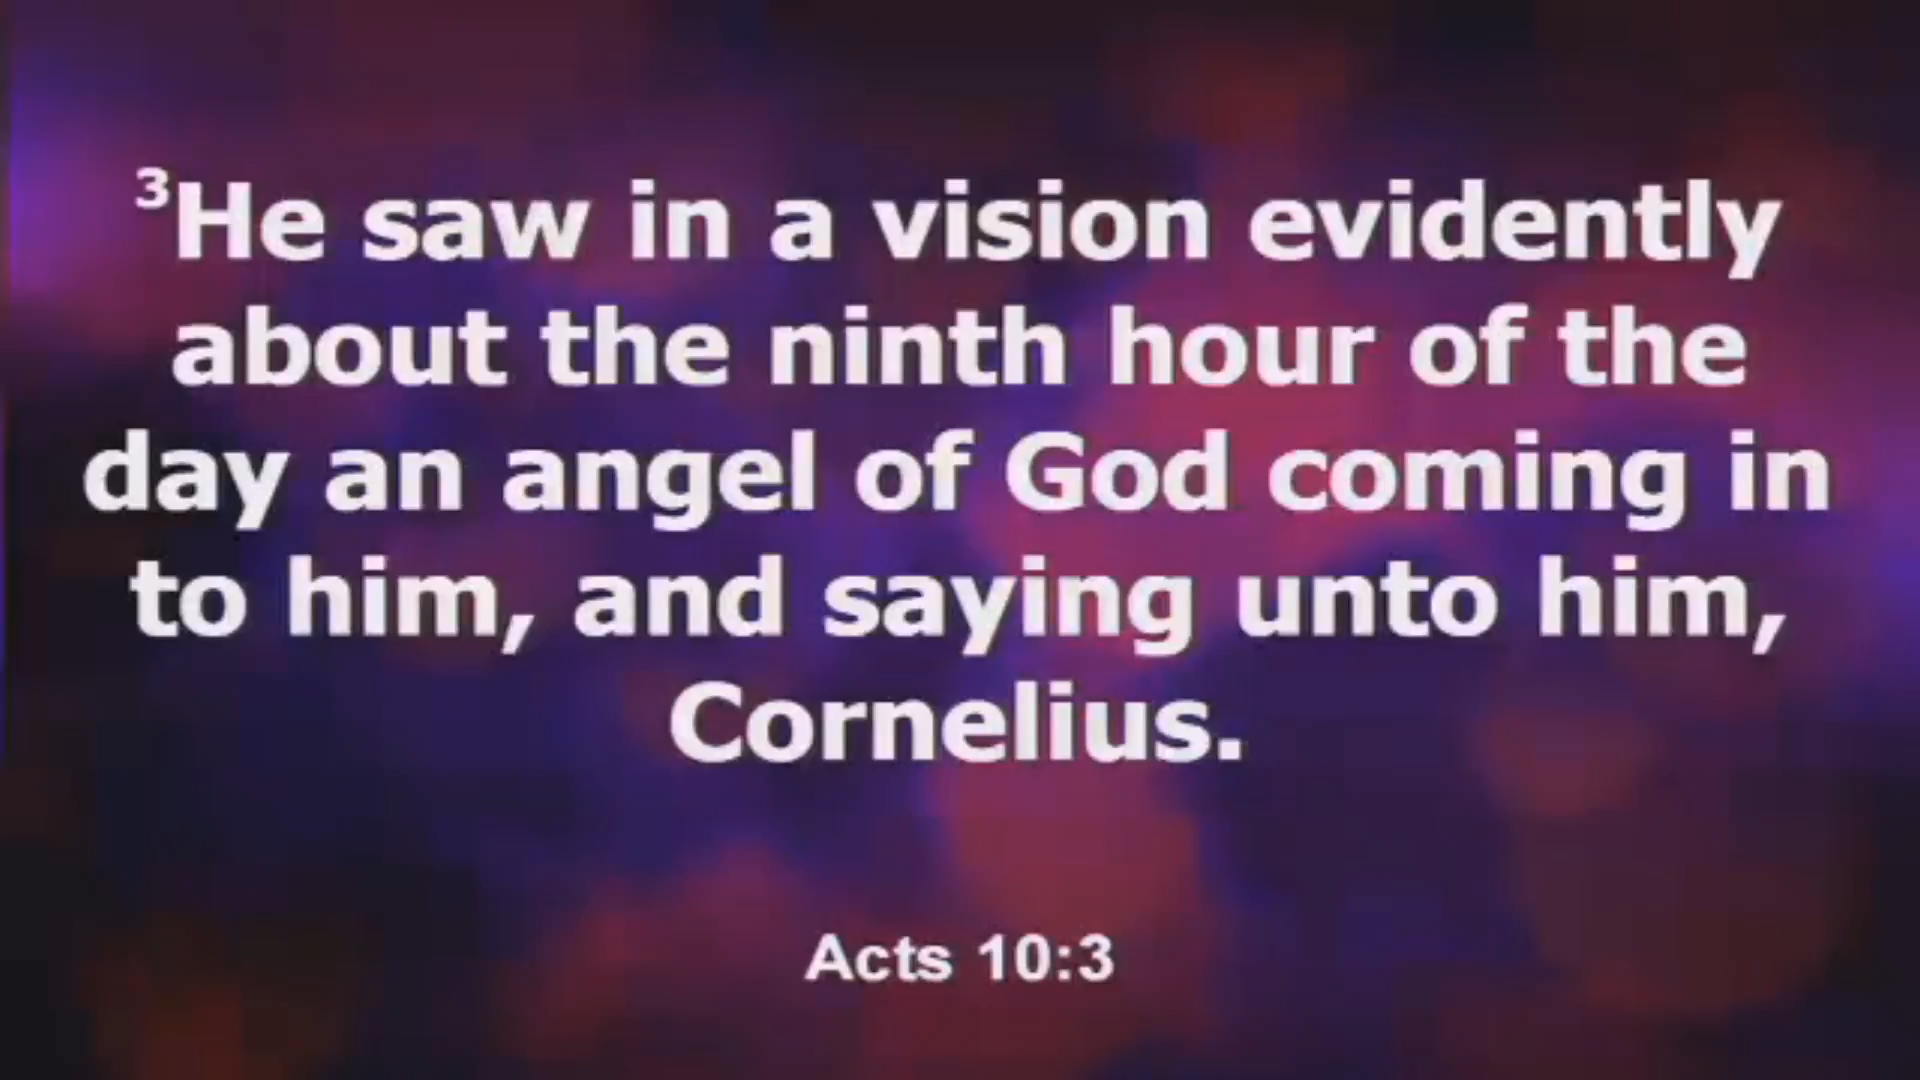 ³He saw in a vision evidently
about the ninth hour of the
day an angel of God coming in
to him, and saying unto him,
Cornelius.
Acts 10:3